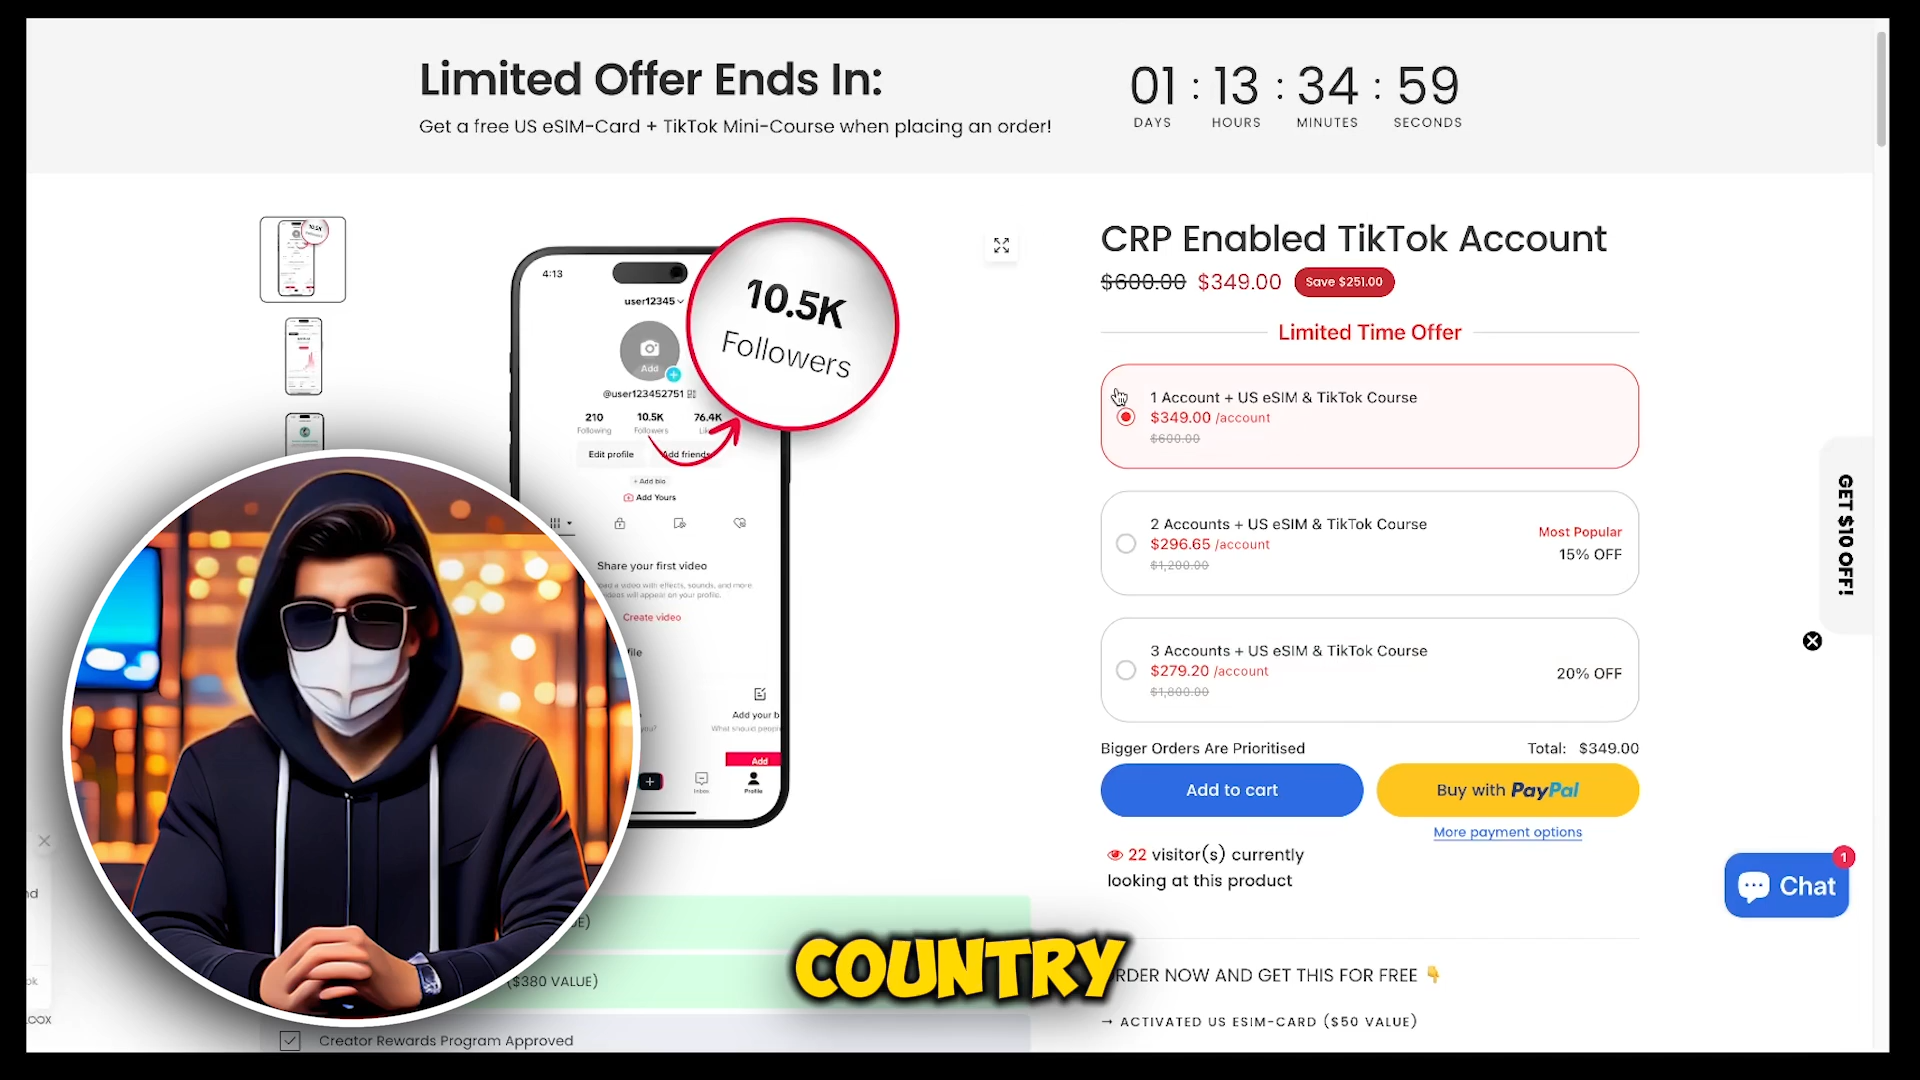 Limited Offer Ends In:
Get a free US eSIM-Card + TikTok Mini-Course when placing an order!
01 : 13 : 34 : 59
DAYS HOURS MINUTES SECONDS
4:13
user12345
Add
@user123452751
210 10.5K 76.4K
Following Followers
Edit profile Add friends
+ Add bio
Add Yours
Share your first video
Create video
Add your b
Add
Inbox Profile
10.5K
Followers
CRP Enabled TikTok Account
$600.00 $349.00 Save $251.00
Limited Time Offer
1 Account + US eSIM & TikTok Course
$349.00 /account
$600.00
2 Accounts + US eSIM & TikTok Course
$296.65 /account
$1,200.00
Most Popular
15% OFF
3 Accounts + US eSIM & TikTok Course
$279.20 /account
$1,800.00
20% OFF
Bigger Orders Are Prioritised Total: $349.00
Add to cart Buy with PayPal
More payment options
22 visitor(s) currently
looking at this product
GET $10 OFF!
1
Chat
($380 VALUE)
Creator Rewards Program Approved
COUNTRY
RDER NOW AND GET THIS FOR FREE 👇
→ ACTIVATED US ESIM-CARD ($50 VALUE)